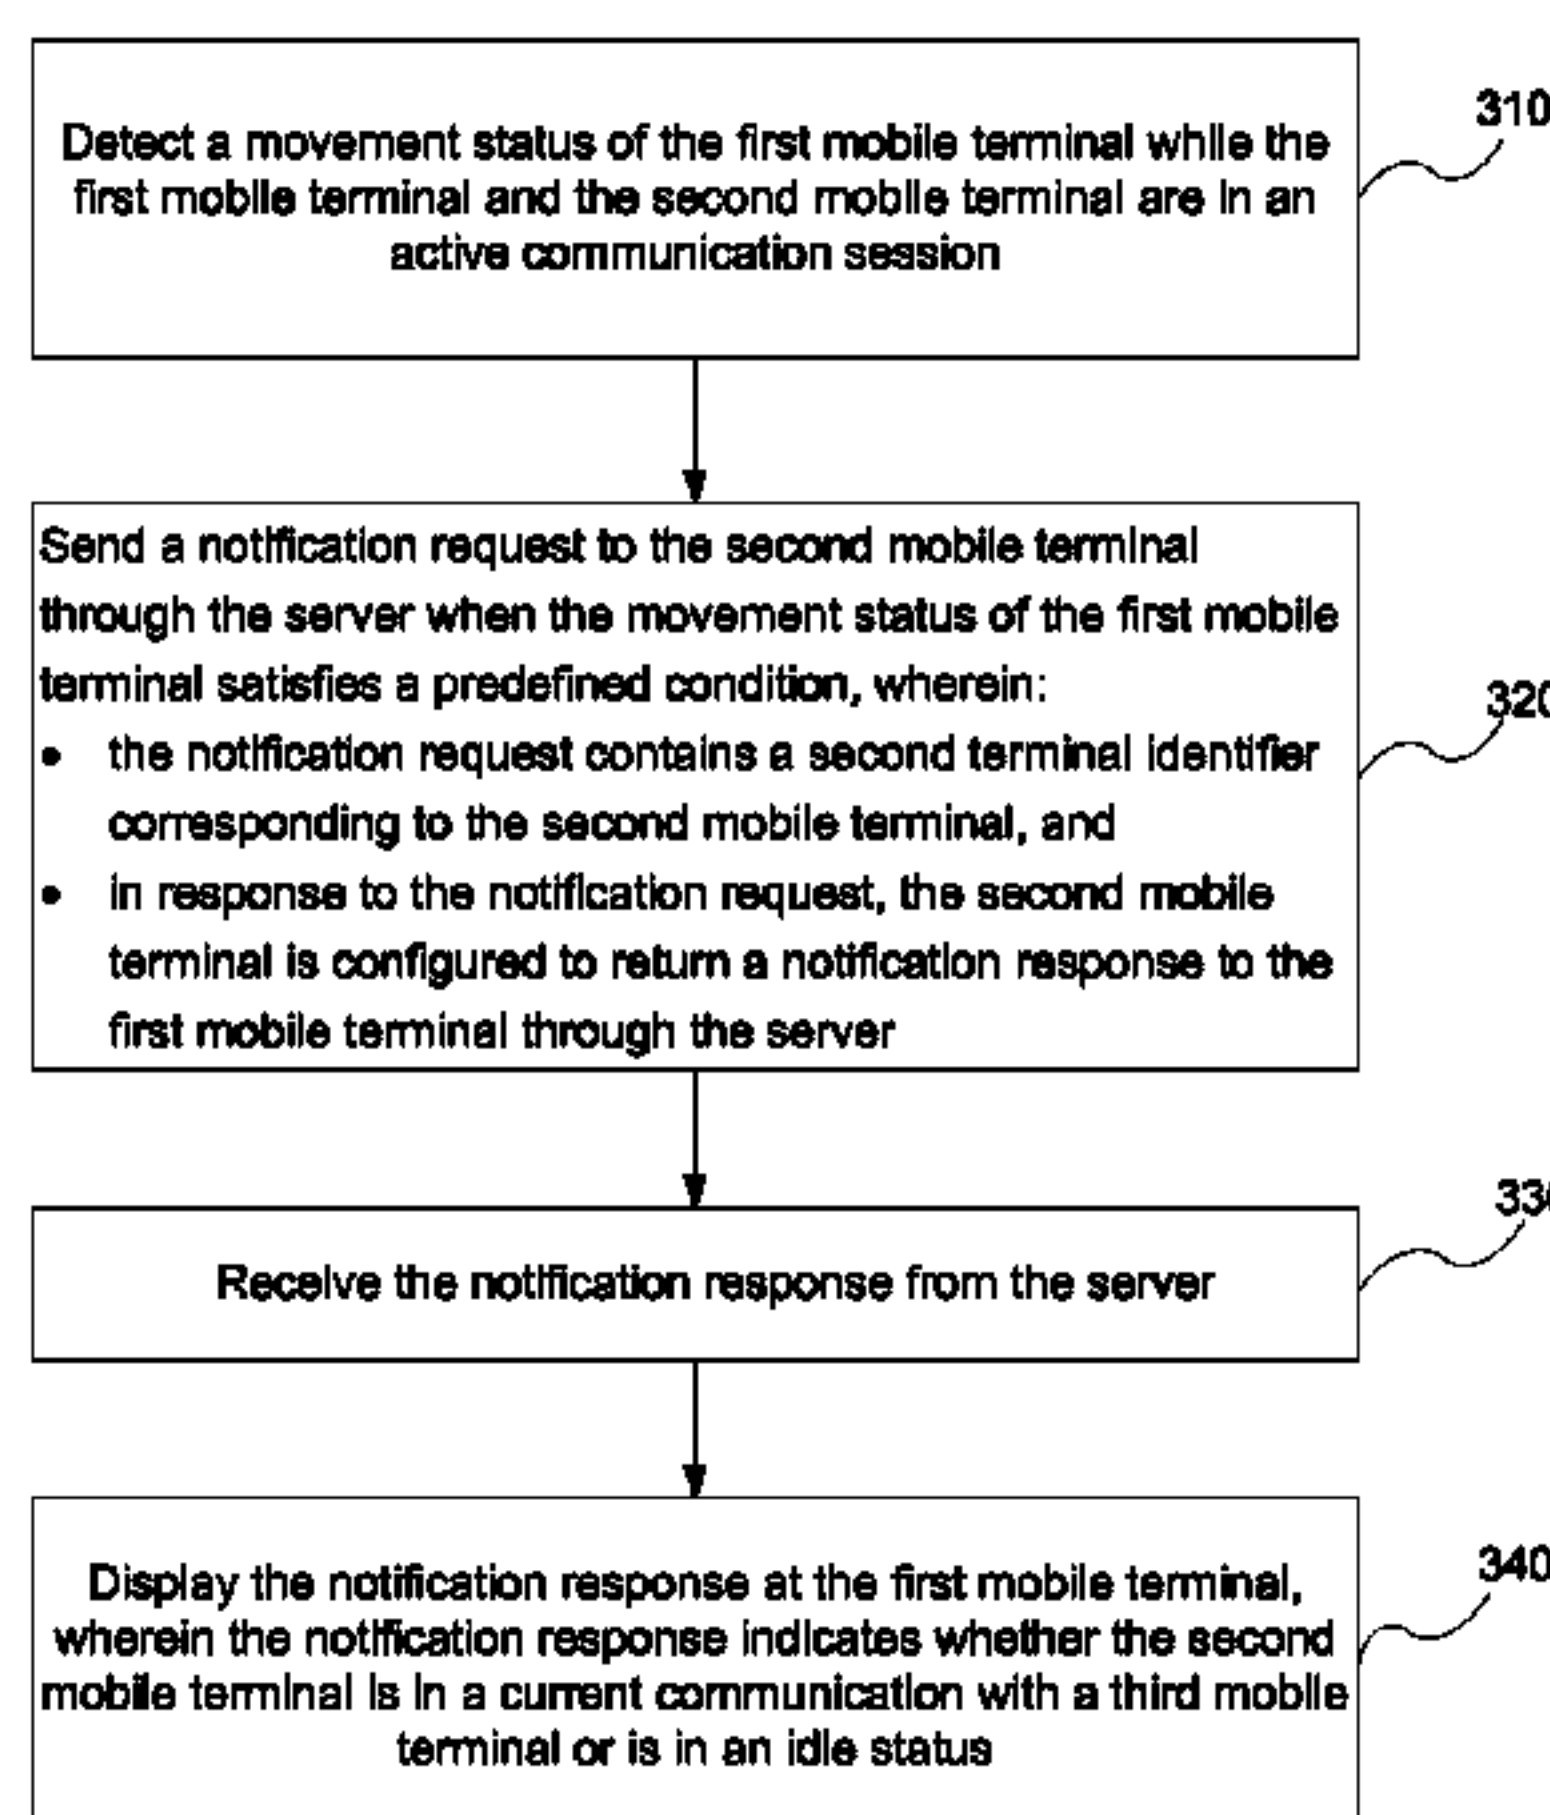 310
Detect a movement status of the first mobile terminal while the
first mobile terminal and the second mobile terminal are in an
active communication session
Send a notification request to the second mobile terminal
through the server when the movement status of the first mobile
terminal satisfies a predefined condition, wherein:
320
• the notification request contains a second terminal identifier
corresponding to the second mobile terminal, and
• in response to the notification request, the second mobile
terminal is configured to return a notification response to the
first mobile terminal through the server
330
Receive the notification response from the server
340
Display the notification response at the first mobile terminal,
wherein the notification response indicates whether the second
mobile terminal is in a current communication with a third mobile
terminal or is in an idle status